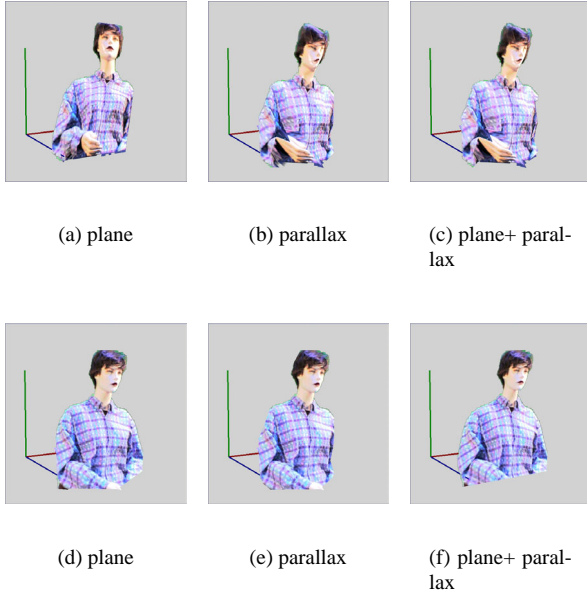 (a) plane
(b) parallax
(c) plane+ paral-
lax
(d) plane
(e) parallax
(f) plane+ paral-
lax